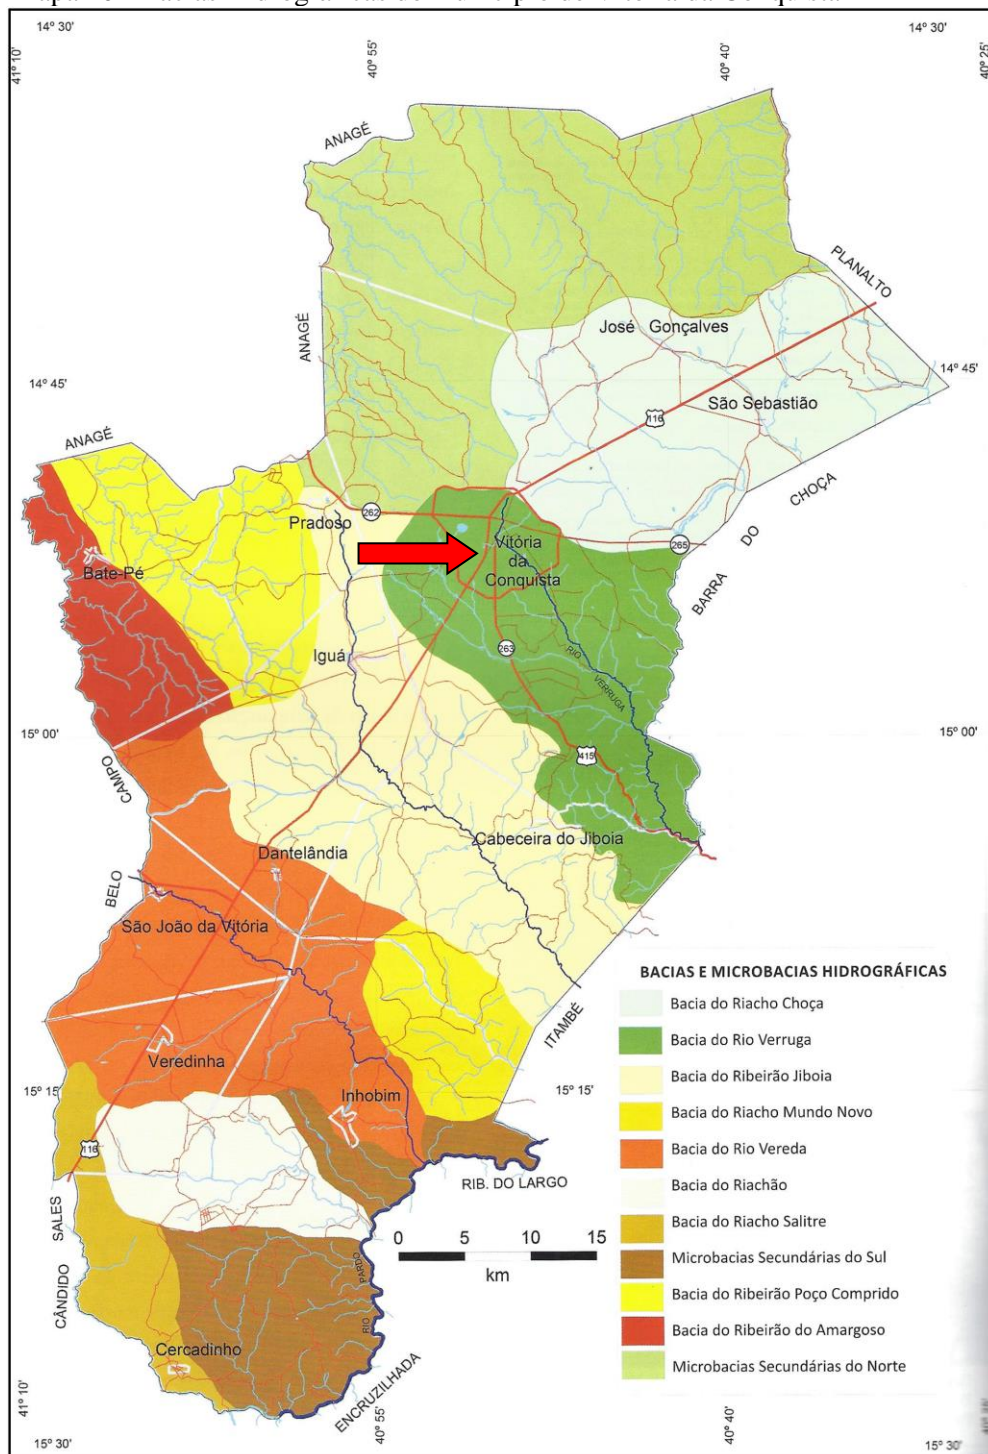 14º 30'
14º 30'
41º 10'
40º 55'
40º 40'
40º 25'
ANAGÉ
PLANALTO
ANAGÉ
José Gonçalves
14º 45'
14º 45'
São Sebastião
116
ANAGÉ
CHOÇA
DO
BARRA
262
Pradoso
265
Vitória
da
Conquista
Bate-Pé
Iguá
263
RIO
VERRUGA
15º 00'
15º 00'
415
CAMPO
Cabeceira do Jiboia
Dantelândia
BELO
São João da Vitória
ITAMBÉ
Veredinha
15º 15'
15º 15'
Inhobim
116
RIB. DO LARGO
SALES
CÂNDIDO
0 5 10 15
km
RIO
PARDO
Cercadinho
ENCRUZILHADA
BACIAS E MICROBACIAS HIDROGRÁFICAS
Bacia do Riacho Choça
Bacia do Rio Verruga
Bacia do Ribeirão Jiboia
Bacia do Riacho Mundo Novo
Bacia do Rio Vereda
Bacia do Riachão
Bacia do Riacho Salitre
Microbacias Secundárias do Sul
Bacia do Ribeirão Poço Comprido
Bacia do Ribeirão do Amargoso
Microbacias Secundárias do Norte
41º 10'
40º 55'
40º 40'
15º 30'
15º 30'